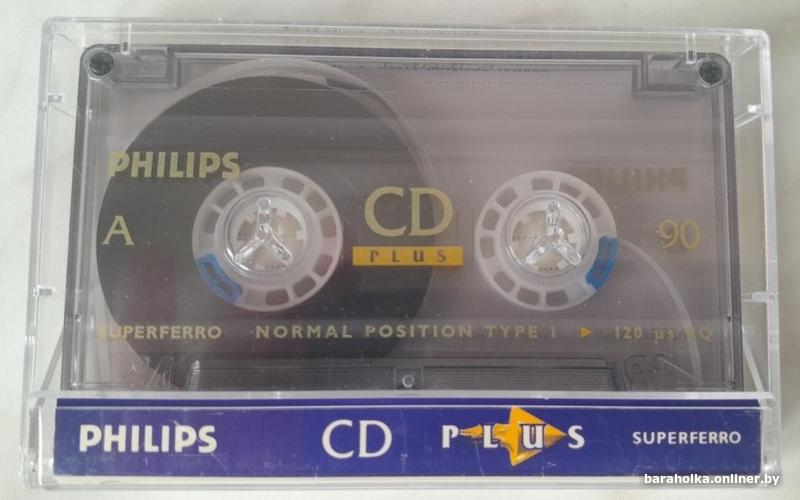 PHILIPS
CD
A
90
PLUS
SUPERFERRO NORMAL POSITION TYPE I ▶ 120 µs EQ
PHILIPS CD PLUS SUPERFERRO
baraholka.onliner.by